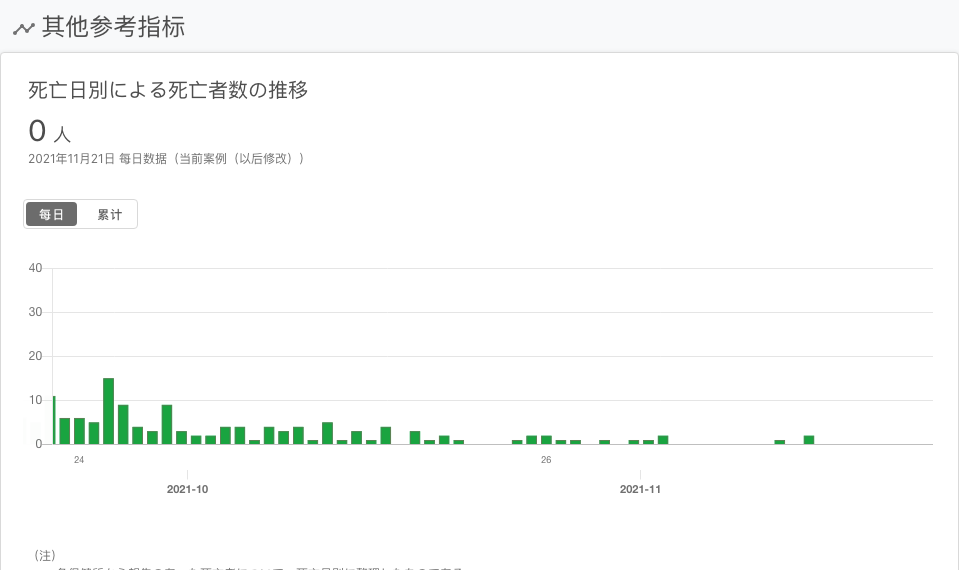 其他参考指标
死亡日別による死亡者数の推移
0 人
2021年11月21日 每日数据（当前案例（以后修改））
每日 累计
40
30
20
10
0
24 26
2021-10 2021-11
（注）